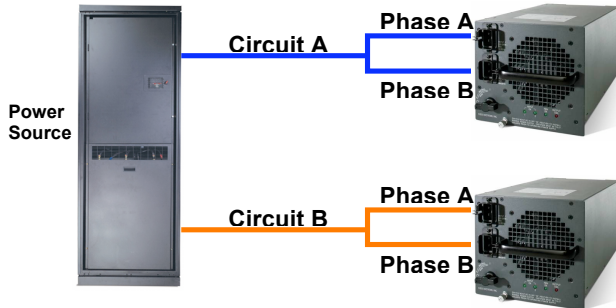 Phase A
Circuit A
Phase B
Power
Source
Phase A
Circuit B
Phase B